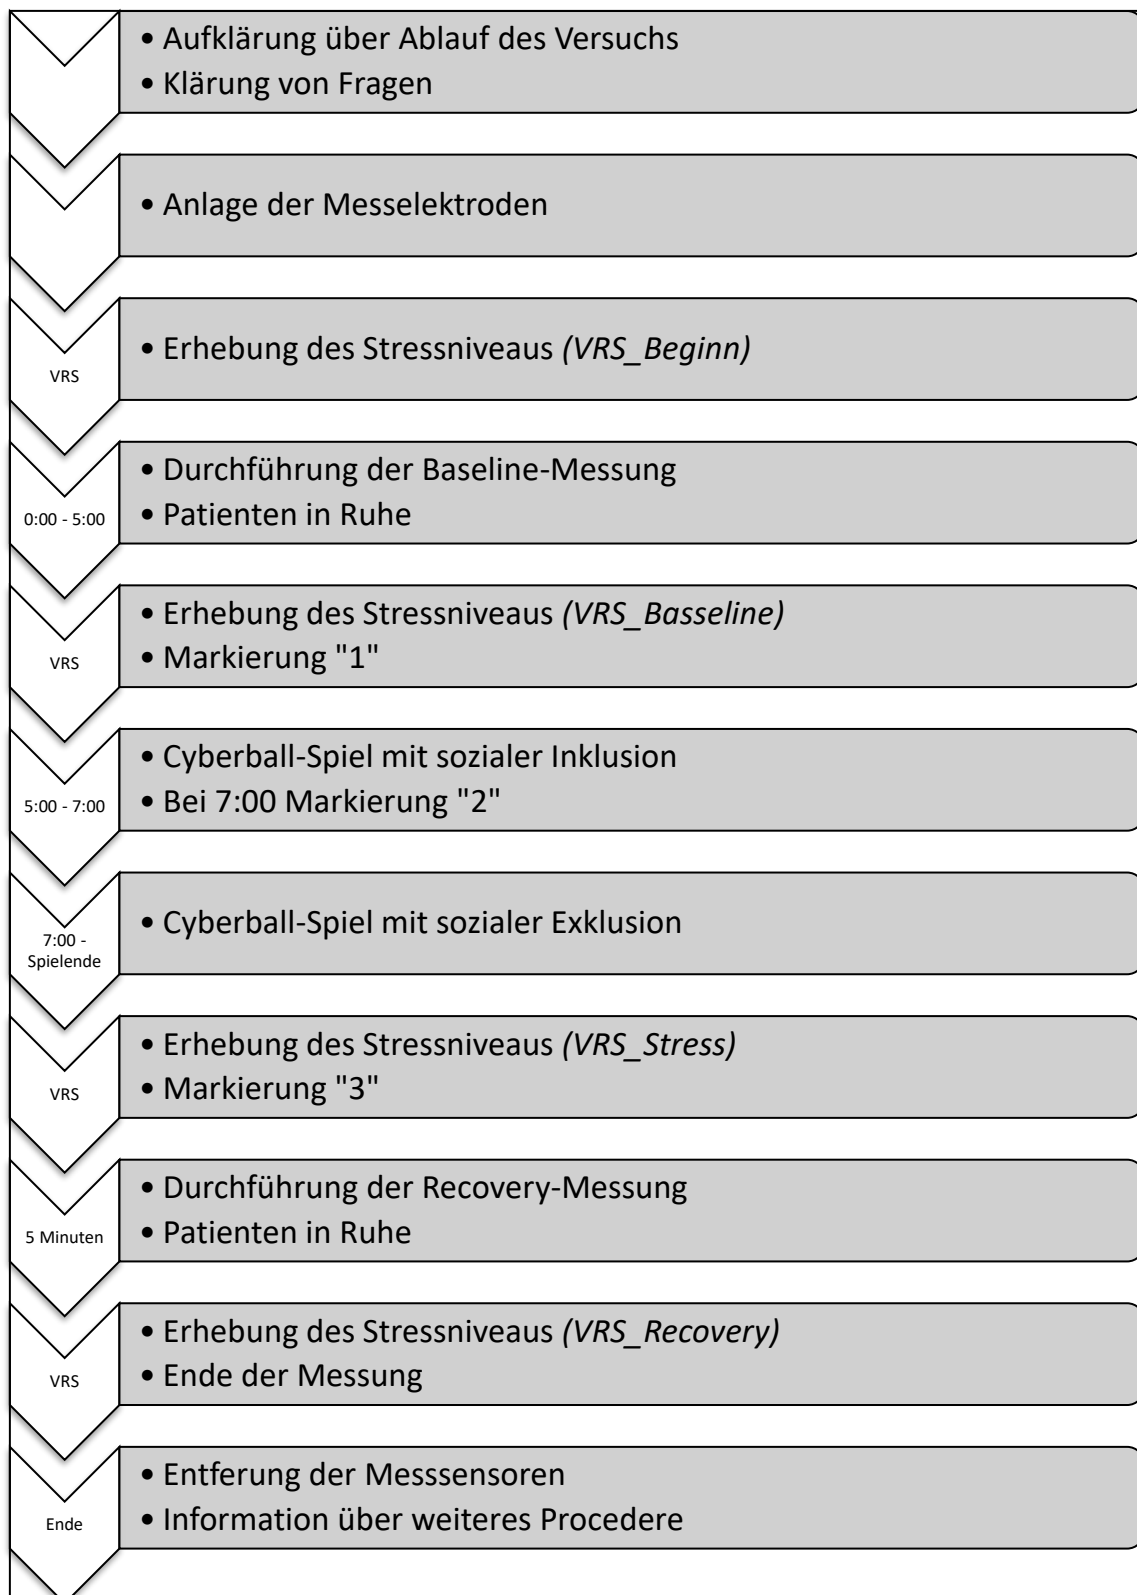 • Aufklärung über Ablauf des Versuchs
• Klärung von Fragen
• Anlage der Messelektroden
VRS
• Erhebung des Stressniveaus (VRS_Beginn)
0:00 - 5:00
• Durchführung der Baseline-Messung
• Patienten in Ruhe
VRS
• Erhebung des Stressniveaus (VRS_Basseline)
• Markierung "1"
5:00 - 7:00
• Cyberball-Spiel mit sozialer Inklusion
• Bei 7:00 Markierung "2"
7:00 -
Spielende
• Cyberball-Spiel mit sozialer Exklusion
VRS
• Erhebung des Stressniveaus (VRS_Stress)
• Markierung "3"
5 Minuten
• Durchführung der Recovery-Messung
• Patienten in Ruhe
VRS
• Erhebung des Stressniveaus (VRS_Recovery)
• Ende der Messung
Ende
• Entferung der Messsensoren
• Information über weiteres Procedere